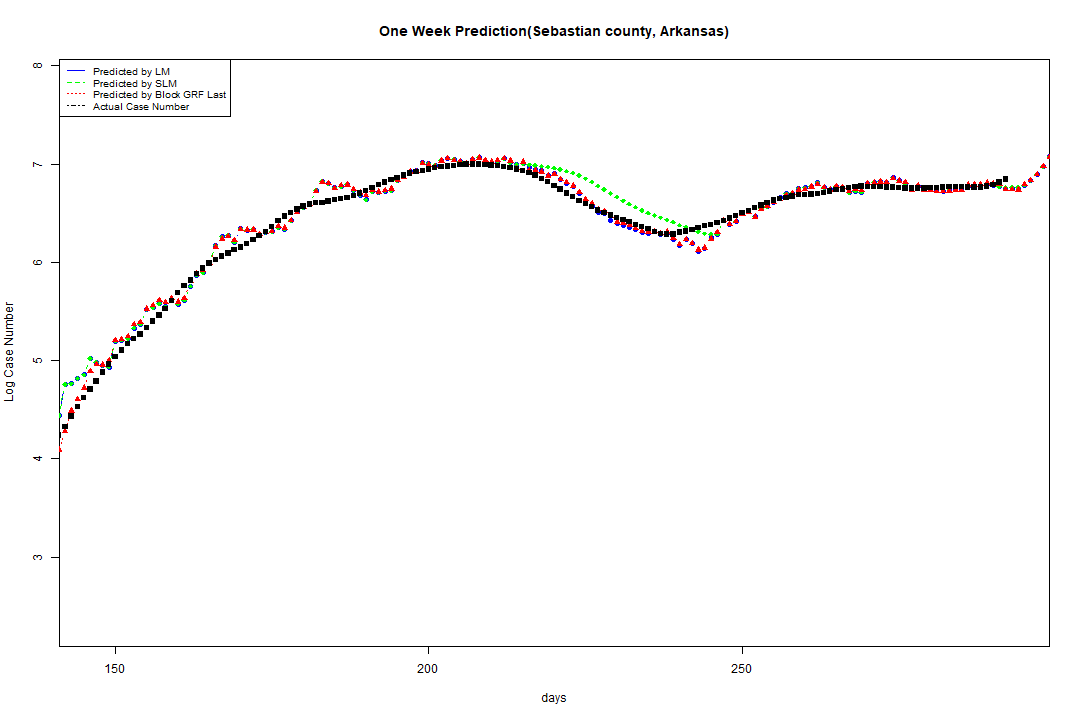 One Week Prediction(Sebastian county, Arkansas)
Predicted by LM
Predicted by SLM
Predicted by Block GRF Last
Actual Case Number
8
7
6
5
4
3
Log Case Number
150 200 250
days